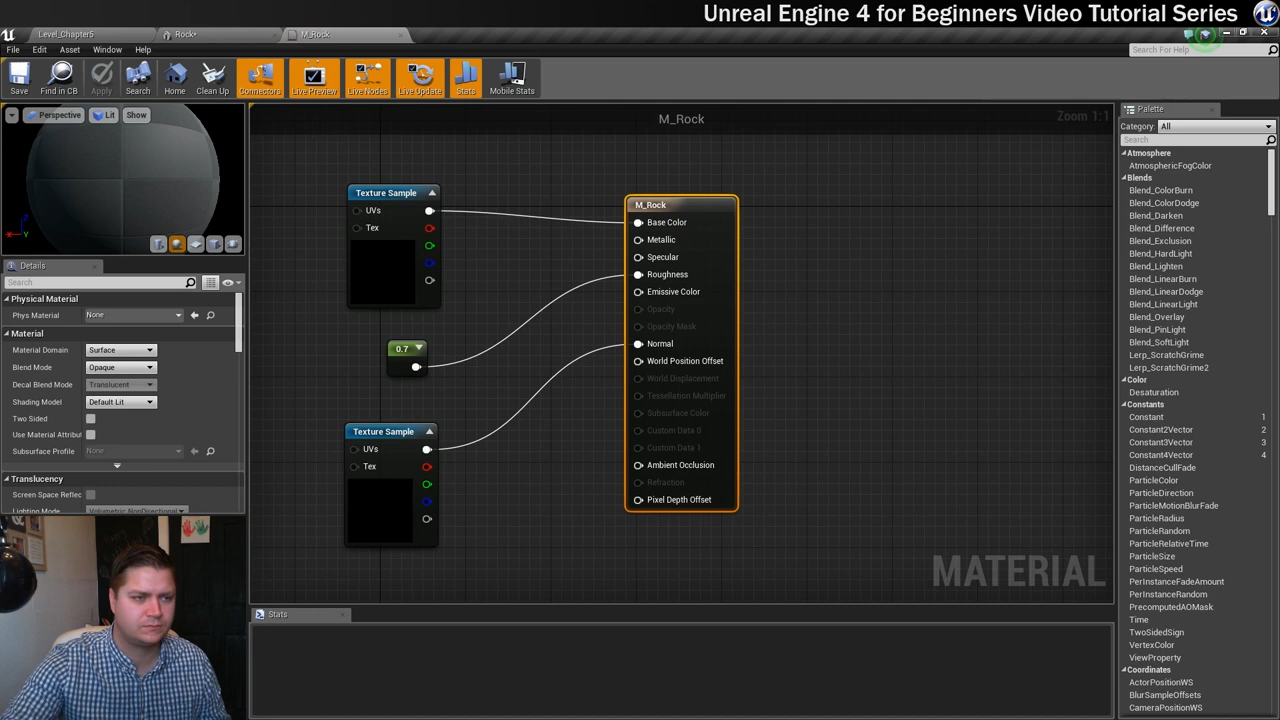 Unreal Engine 4 for Beginners Video Tutorial Series
Level_Chapter5
Rock•
M_Rock
File
Edit
Asset
Window
Help
Search For Help
Save
Find in CB
Apply
Search
Home
Clean Up
Connectors
Live Preview
Live Nodes
Live Update
Stats
Mobile Stats
Perspective
Lit
Show
M_Rock
Zoom 1:1
Texture Sample
UVs
Tex
0.7
Texture Sample
UVs
Tex
M_Rock
Base Color
Metallic
Specular
Roughness
Emissive Color
Opacity
Opacity Mask
Normal
World Position Offset
World Displacement
Tessellation Multiplier
Subsurface Color
Custom Data 0
Custom Data 1
Ambient Occlusion
Refraction
Pixel Depth Offset
MATERIAL
Details
Search
Physical Material
Phys Material None
Material
Material Domain Surface
Blend Mode Opaque
Decal Blend Mode Translucent
Shading Model Default Lit
Two Sided
Use Material Attribut
Subsurface Profile None
Translucency
Screen Space Reflec
Lighting Mode Volumetric NonDirectional
Stats
Palette
Category: All
Search
Atmosphere
AtmosphericFogColor
Blends
Blend_ColorBurn
Blend_ColorDodge
Blend_Darken
Blend_Difference
Blend_Exclusion
Blend_HardLight
Blend_Lighten
Blend_LinearBurn
Blend_LinearDodge
Blend_LinearLight
Blend_Overlay
Blend_PinLight
Blend_SoftLight
Lerp_ScratchGrime
Lerp_ScratchGrime2
Color
Desaturation
Constants
Constant 1
Constant2Vector 2
Constant3Vector 3
Constant4Vector 4
DistanceCullFade
ParticleColor
ParticleDirection
ParticleMotionBlurFade
ParticleRadius
ParticleRandom
ParticleRelativeTime
ParticleSize
ParticleSpeed
PerInstanceFadeAmount
PerInstanceRandom
PrecomputedAOMask
Time
TwoSidedSign
VertexColor
ViewProperty
Coordinates
ActorPositionWS
BlurSampleOffsets
CameraPositionWS